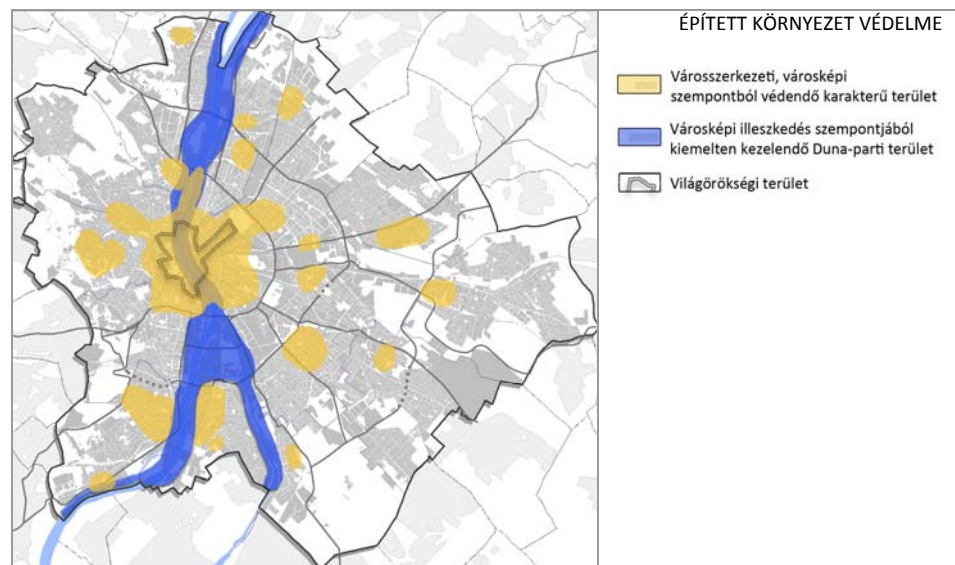 ÉPÍTETT KÖRNYEZET VÉDELME
Városszerkezeti, városképi
szempontból védendő karakterű terület
Városképi illeszkedés szempontjából
kiemelten kezelendő Duna-parti terület
Világörökségi terület